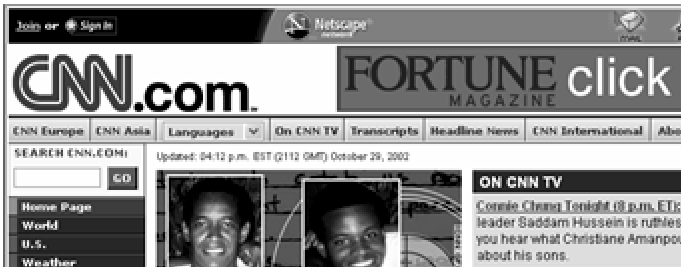 Join or Sign In
Netscape
network
MAIL
CNN.com
FORTUNE click
MAGAZINE
CNN Europe CNN Asia Languages On CNN TV Transcripts Headline News CNN International Abo
SEARCH CNN.COM:
GO
Updated: 04:12 p.m. EST (2112 GMT) October 29, 2002
Home Page
World
U.S.
Weather
ON CNN TV
Connie Chung Tonight (8 p.m. ET):
leader Saddam Hussein is ruthles
you hear what Christiane Amanpou
about his sons.